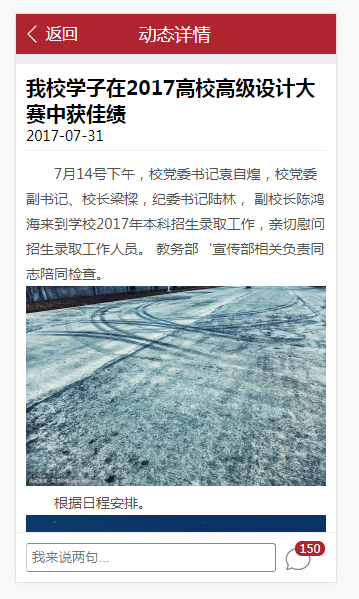 返回 动态详情
我校学子在2017高校高级设计大
赛中获佳绩
2017-07-31
7月14号下午，校党委书记袁自煌，校党委
副书记、校长梁樑，纪委书记陆林， 副校长陈鸿
海来到学校2017年本科招生录取工作，亲切慰问
招生录取工作人员。 教务部‘宣传部相关负责同
志陪同检查。
根据日程安排。
我来说两句...
150